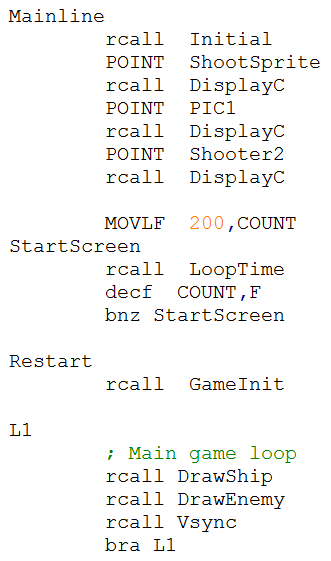 Mainline
rcall Initial
POINT ShootSprite
rcall DisplayC
POINT PIC1
rcall DisplayC
POINT Shooter2
rcall DisplayC
MOVLF 200,COUNT
StartScreen
rcall LoopTime
decf COUNT,F
bnz StartScreen
Restart
rcall GameInit
L1
; Main game loop
rcall DrawShip
rcall DrawEnemy
rcall Vsync
bra L1